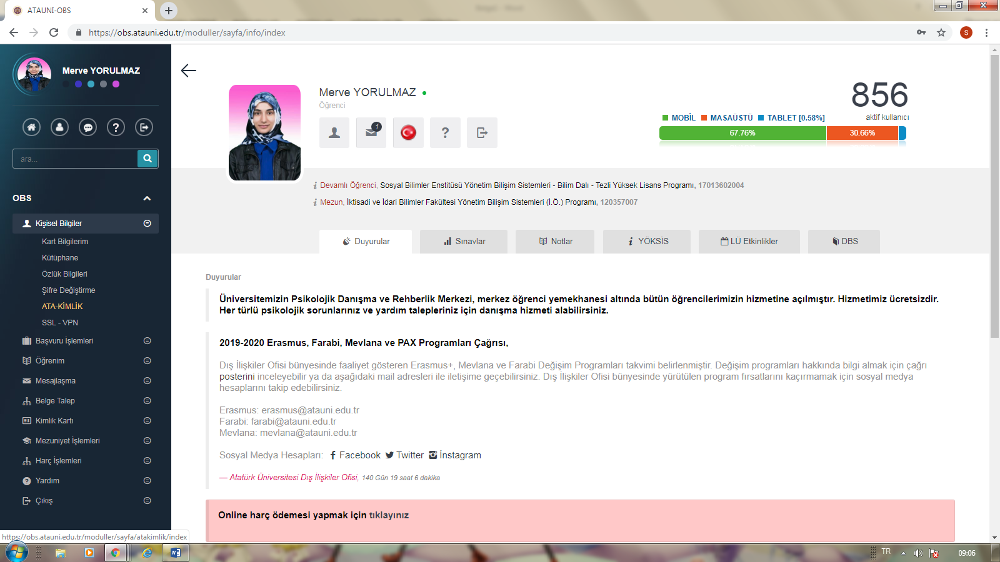 ATAUNI-OBS
https://obs.atauni.edu.tr/moduller/sayfa/info/index
S
Merve YORULMAZ
ara...
OBS
Kişisel Bilgiler
Kart Bilgilerim
Kütüphane
Özlük Bilgileri
Şifre Değiştirme
ATA-KİMLİK
SSL - VPN
Başvuru İşlemleri
Öğrenim
Mesajlaşma
Belge Talep
Kimlik Kartı
Mezuniyet İşlemleri
Harç İşlemleri
Yardım
Çıkış
https://obs.atauni.edu.tr/moduller/sayfa/atakimlik/index
Merve YORULMAZ
Öğrenci
1
?
856
aktif kullanıcı
MOBİL MASAÜSTÜ TABLET [0.58%]
67.76% 30.66%
Devamlı Öğrenci, Sosyal Bilimler Enstitüsü Yönetim Bilişim Sistemleri - Bilim Dalı - Tezli Yüksek Lisans Programı, 17013602004
Mezun, İktisadi ve İdari Bilimler Fakültesi Yönetim Bilişim Sistemleri (İ.Ö.) Programı, 120357007
Duyurular Sınavlar Notlar YÖKSİS LÜ Etkinlikler DBS
Duyurular
Üniversitemizin Psikolojik Danışma ve Rehberlik Merkezi, merkez öğrenci yemekhanesi altında bütün öğrencilerimizin hizmetine açılmıştır. Hizmetimiz ücretsizdir.
Her türlü psikolojik sorunlarınız ve yardım talepleriniz için danışma hizmeti alabilirsiniz.
2019-2020 Erasmus, Farabi, Mevlana ve PAX Programları Çağrısı,
Dış İlişkiler Ofisi bünyesinde faaliyet gösteren Erasmus+, Mevlana ve Farabi Değişim Programları takvimi belirlenmiştir. Değişim programları hakkında bilgi almak için çağrı
posterini inceleyebilir ya da aşağıdaki mail adresleri ile iletişime geçebilirsiniz. Dış İlişkiler Ofisi bünyesinde yürütülen program fırsatlarını kaçırmamak için sosyal medya
hesaplarını takip edebilirsiniz.
Erasmus: erasmus@atauni.edu.tr
Farabi: farabi@atauni.edu.tr
Mevlana: mevlana@atauni.edu.tr
Sosyal Medya Hesapları: Facebook Twitter İnstagram
— Atatürk Üniversitesi Dış İlişkiler Ofisi, 140 Gün 19 saat 6 dakika
Online harç ödemesi yapmak için tıklayınız
TR 09:06